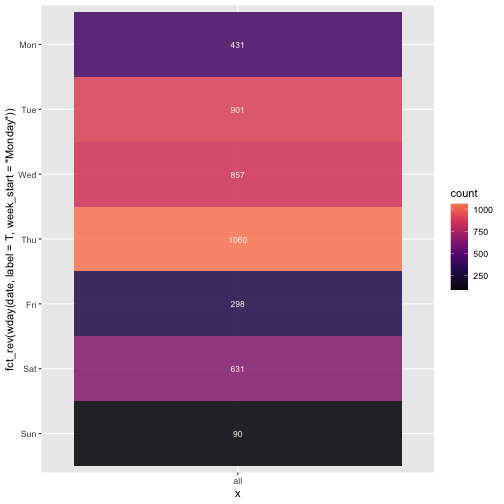 fct_rev(wday(date, label = T, week_start = "Monday"))
Mon
431
Tue
901
Wed
857
Thu
1060
Fri
298
Sat
631
Sun
90
all
x
count
1000
750
500
250